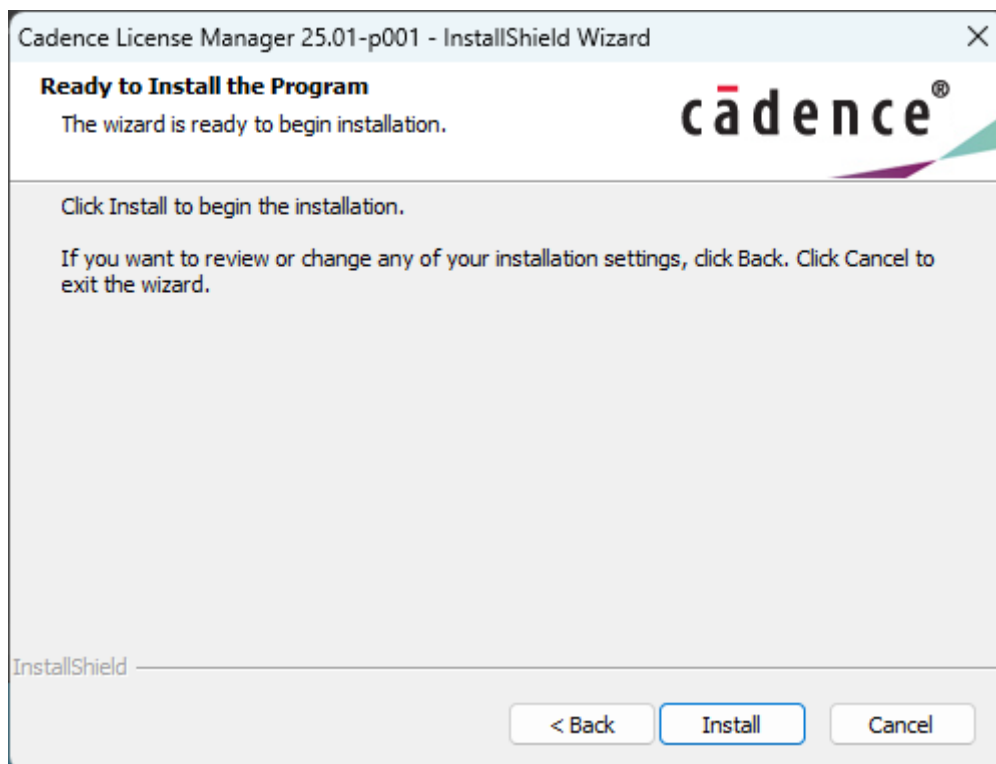 Cadence License Manager 25.01-p001 - InstallShield Wizard
Ready to Install the Program
The wizard is ready to begin installation.
cādence®
Click Install to begin the installation.
If you want to review or change any of your installation settings, click Back. Click Cancel to
exit the wizard.
InstallShield
< Back
Install
Cancel